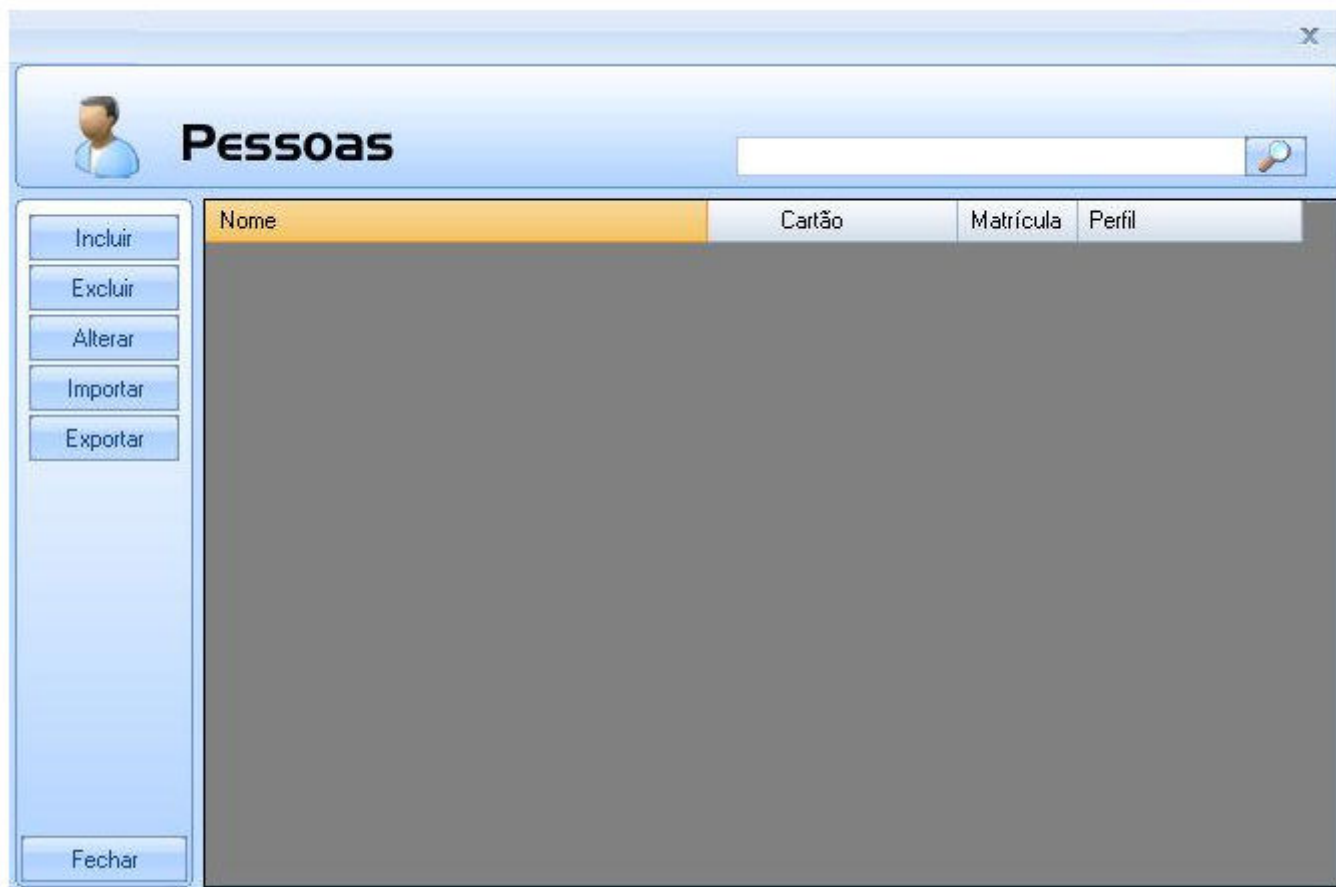 x
Pessoas
Nome Cartão Matrícula Perfil
Incluir
Excluir
Alterar
Importar
Exportar
Fechar